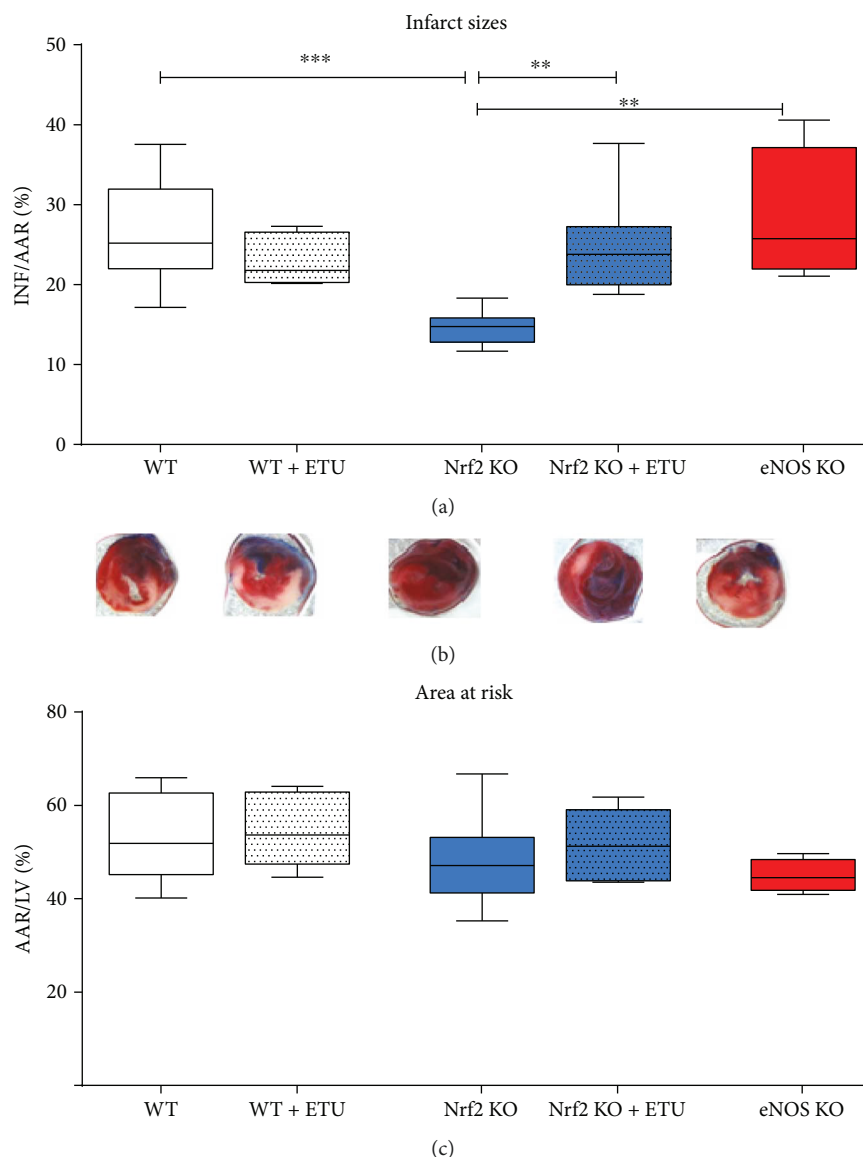 Infarct sizes
50
40
30
20
10
0
INF/AAR (%)
***
**
**
WT
WT + ETU
Nrf2 KO
Nrf2 KO + ETU
eNOS KO
(a)
(b)
Area at risk
80
60
40
20
AAR/LV (%)
WT
WT + ETU
Nrf2 KO
Nrf2 KO + ETU
eNOS KO
(c)